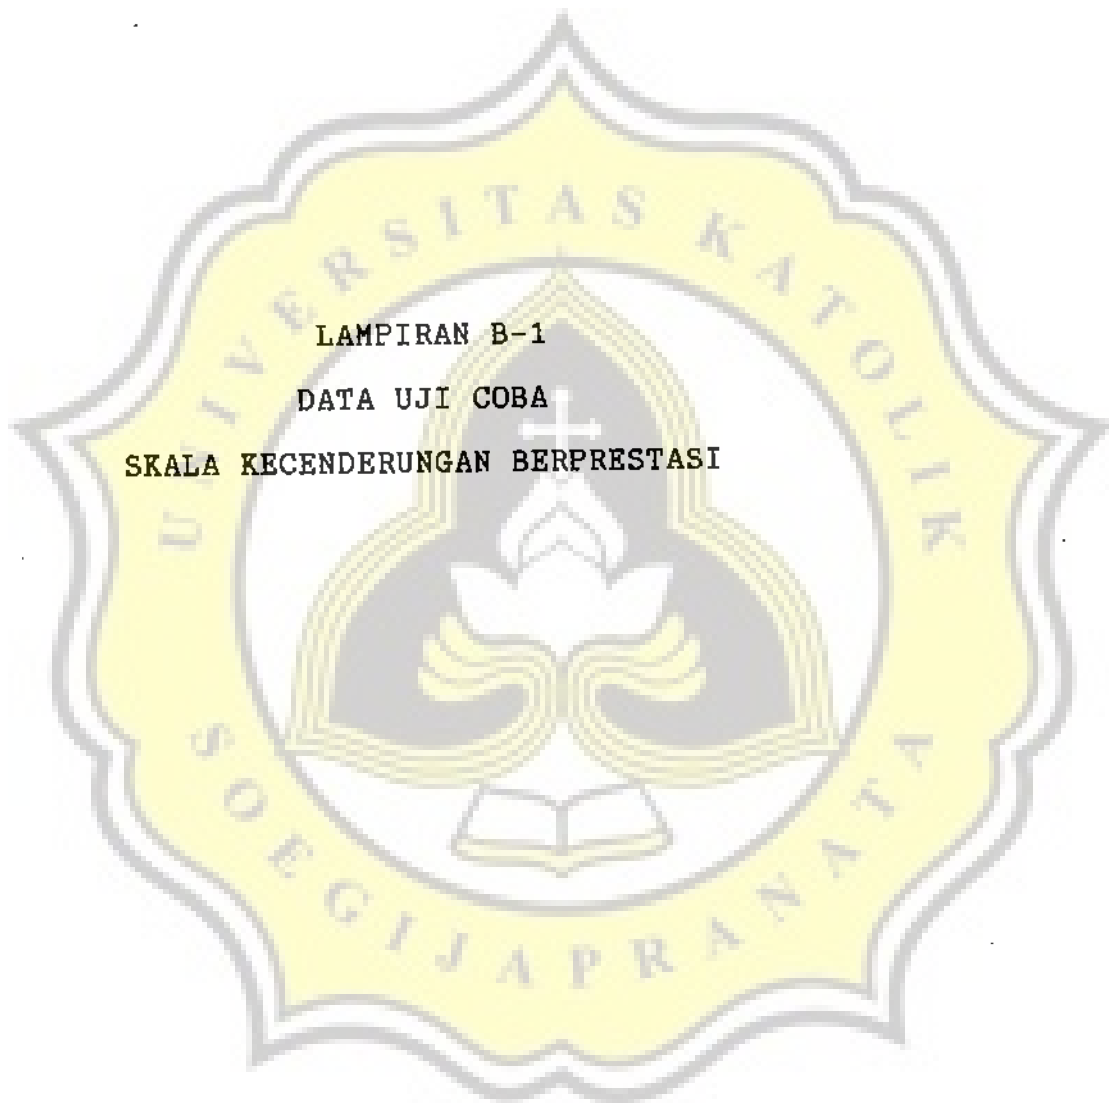 LAMPIRAN B-1
DATA UJI COBA
SKALA KECENDERUNGAN BERPRESTASI
UNIVERSITAS KATOLIK
SOEGIJAPRANATA